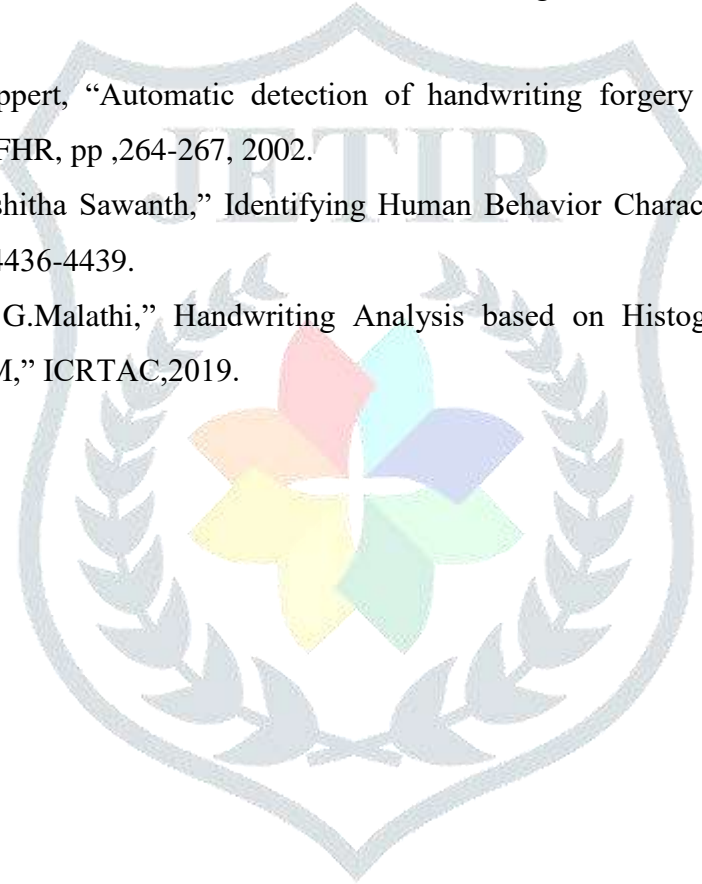 ppert, “Automatic detection of handwriting forgery
FHR, pp ,264-267, 2002.
shitha Sawanth,” Identifying Human Behavior Charac
4436-4439.
G.Malathi,” Handwriting Analysis based on Histog
M,” ICRTAC,2019.
JETIR